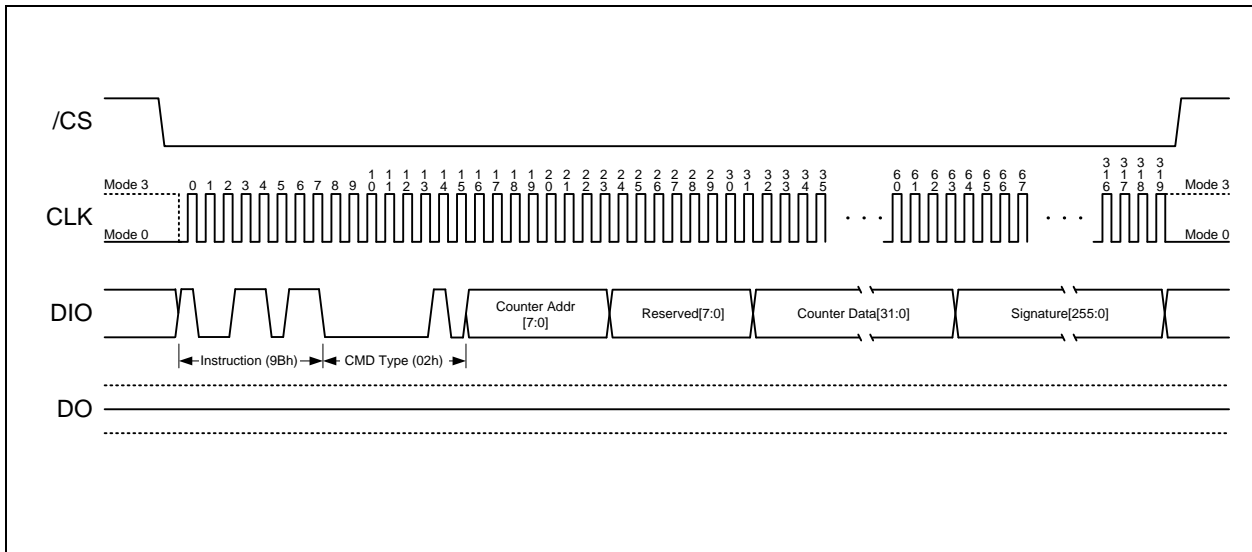 /CS
Mode 3
0 1 2 3 4 5 6 7 8 9 10 11 12 13 14 15 16 17 18 19 20 21 22 23 24 25 26 27 28 29 30 31 32 33 34 35 60 61 62 63 64 65 66 67 316 317 318 319
Mode 3
CLK
. . .
. . .
Mode 0
Mode 0
DIO
Counter Addr
[7:0]
Reserved[7:0]
Counter Data[31:0]
Signature[255:0]
Instruction (9Bh)
CMD Type (02h)
DO